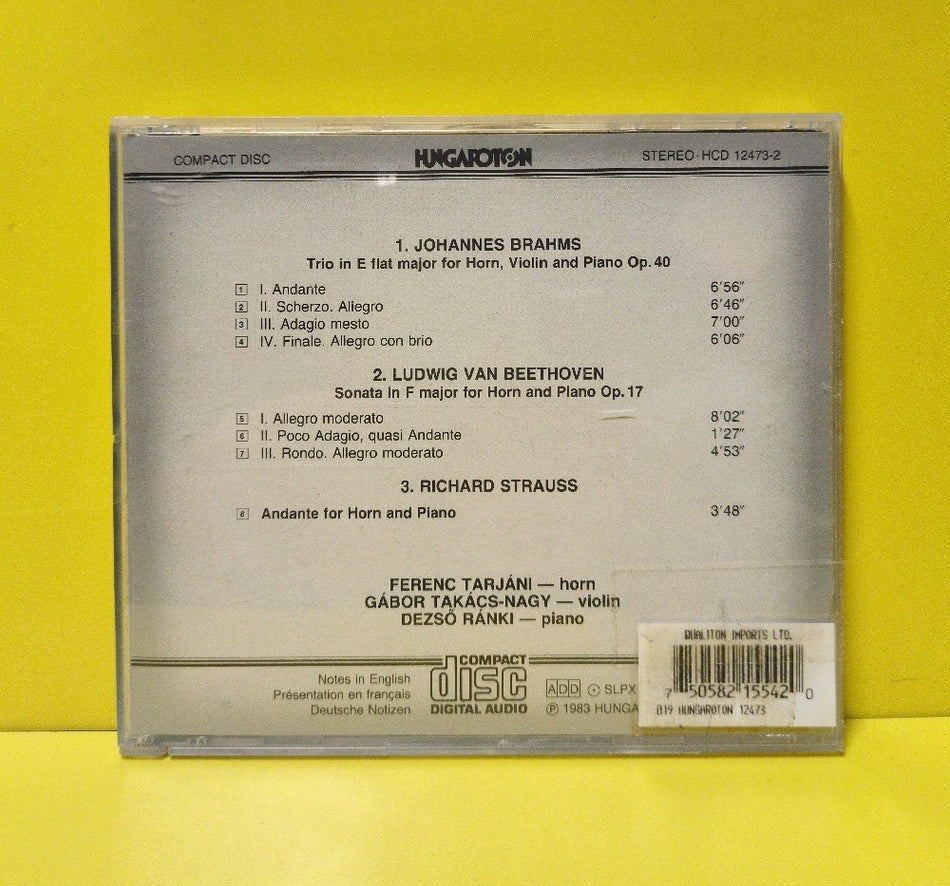 COMPACT DISC HUNGAROTON STEREO·HCD 12473-2
1. JOHANNES BRAHMS
Trio in E flat major for Horn, Violin and Piano Op. 40
1 I. Andante 6′56″
2 II. Scherzo. Allegro 6′46″
3 III. Adagio mesto 7′00″
4 IV. Finale. Allegro con brio 6′06″
2. LUDWIG VAN BEETHOVEN
Sonata in F major for Horn and Piano Op. 17
5 I. Allegro moderato 8′02″
6 II. Poco Adagio, quasi Andante 1′27″
7 III. Rondo. Allegro moderato 4′53″
3. RICHARD STRAUSS
8 Andante for Horn and Piano 3′48″
FERENC TARJÁNI — horn
GÁBOR TAKÁCS-NAGY — violin
DEZSŐ RÁNKI — piano
Notes in English
Présentation en français
Deutsche Notizen
COMPACT
disc
DIGITAL AUDIO
ADD SLPX
℗ 1983 HUNGA
QUALITON IMPORTS LTD.
7 50582 15542 0
D19 HUNGAROTON 12473